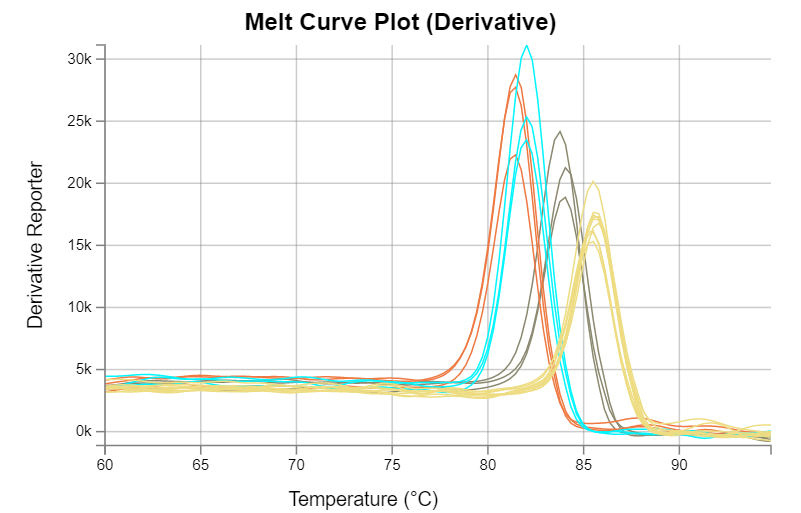 Melt Curve Plot (Derivative)
Derivative Reporter
30k
25k
20k
15k
10k
5k
0k
60 65 70 75 80 85 90
Temperature (°C)